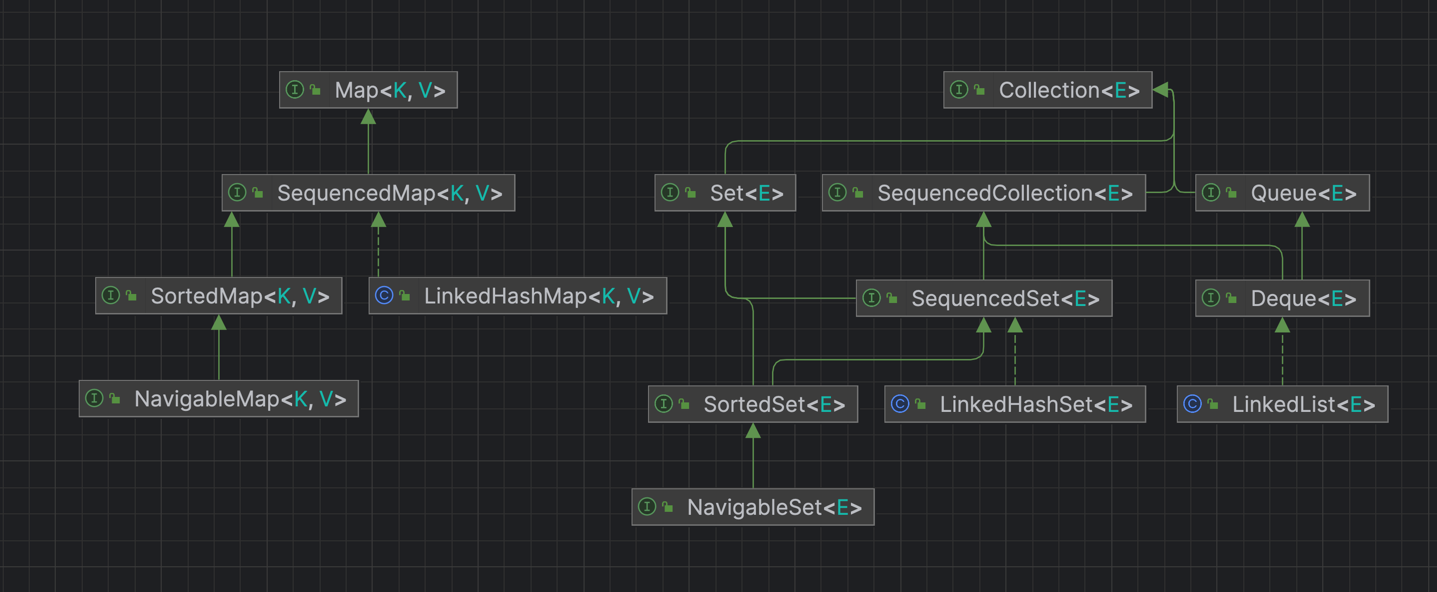 Map<K, V>
Collection<E>
SequencedMap<K, V>
Set<E>
SequencedCollection<E>
Queue<E>
SortedMap<K, V>
LinkedHashMap<K, V>
SequencedSet<E>
Deque<E>
NavigableMap<K, V>
SortedSet<E>
LinkedHashSet<E>
LinkedList<E>
NavigableSet<E>